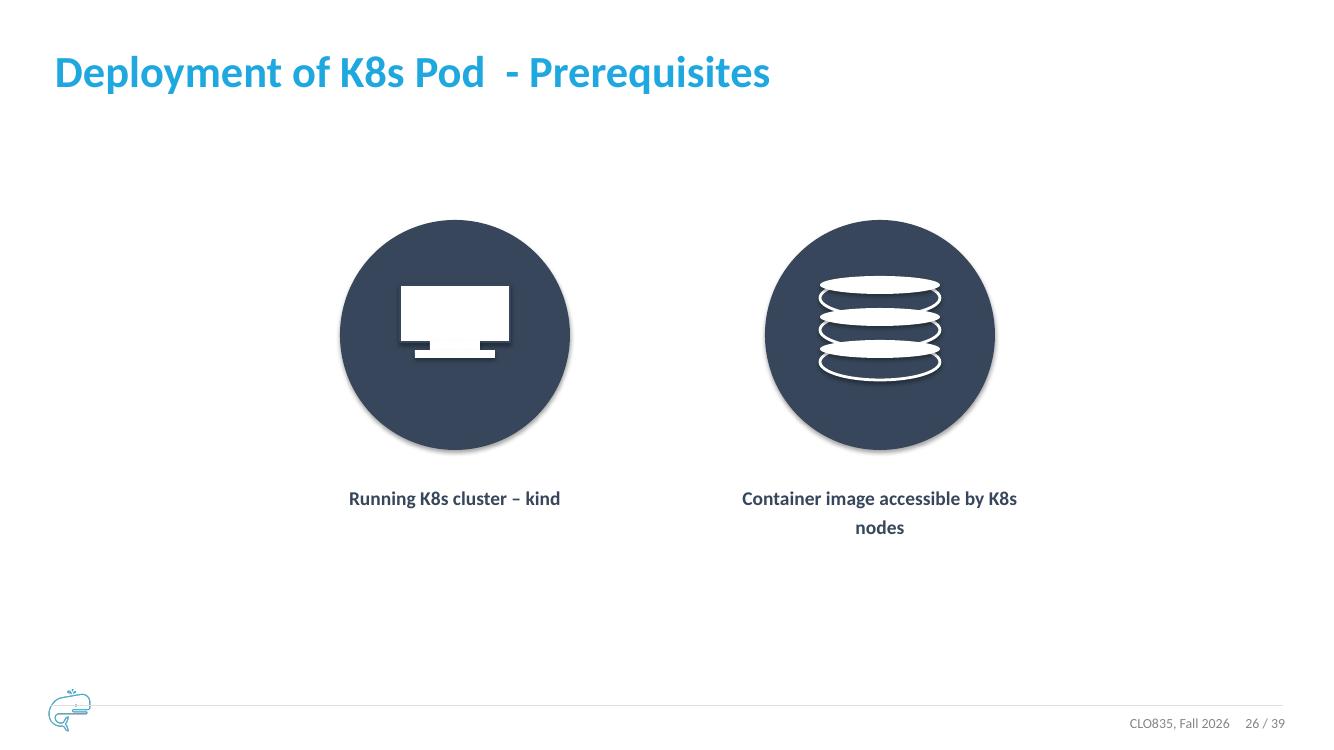 Deployment of K8s Pod  - Prerequisites
Running K8s cluster – kind
Container image accessible by K8s
nodes
CLO835, Fall 2026 26 / 39